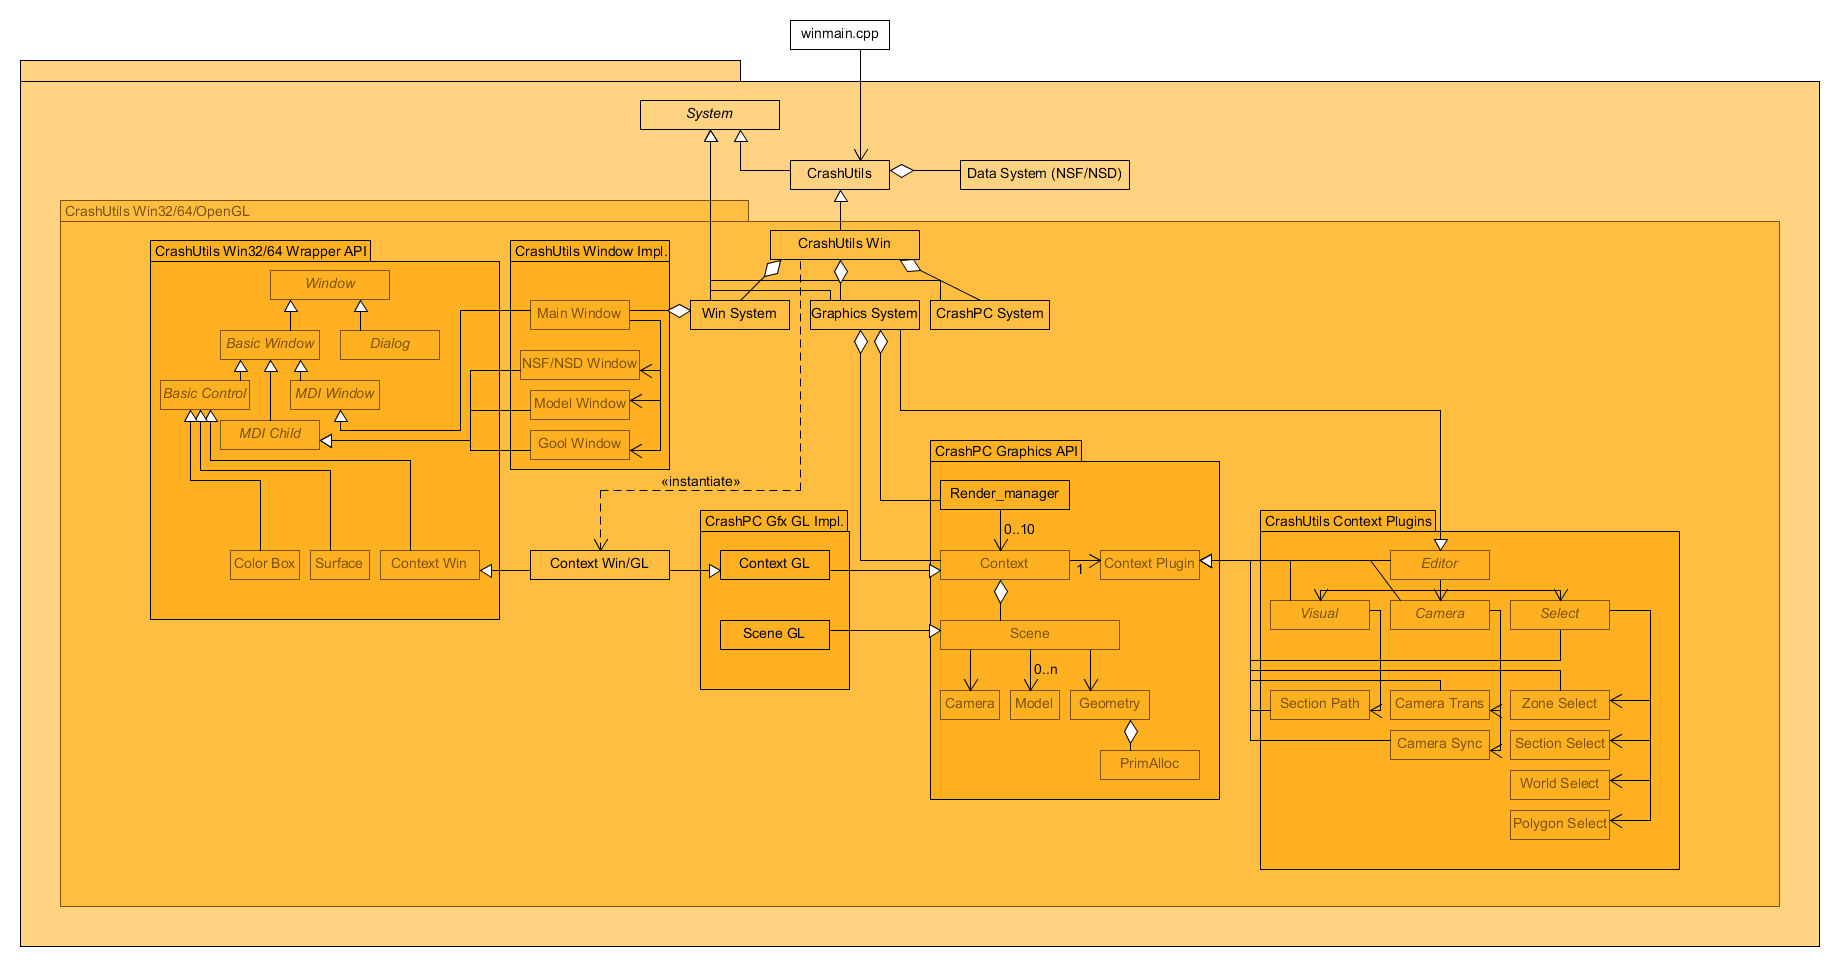 winmain.cpp
System
CrashUtils
Data System (NSF/NSD)
CrashUtils Win32/64/OpenGL
CrashUtils Win
CrashUtils Win32/64 Wrapper API
CrashUtils Window Impl.
Window
Main Window
Win System
Graphics System
CrashPC System
Basic Window
Dialog
NSF/NSD Window
Basic Control
MDI Window
Model Window
MDI Child
Gool Window
CrashPC Graphics API
«instantiate»
Render_manager
CrashPC Gfx GL Impl.
CrashUtils Context Plugins
0..10
Color Box
Surface
Context Win
Context Win/GL
Context GL
Context
1
Context Plugin
Editor
Visual
Camera
Select
Scene GL
Scene
0..n
Camera
Model
Geometry
Section Path
Camera Trans
Zone Select
Camera Sync
Section Select
PrimAlloc
World Select
Polygon Select